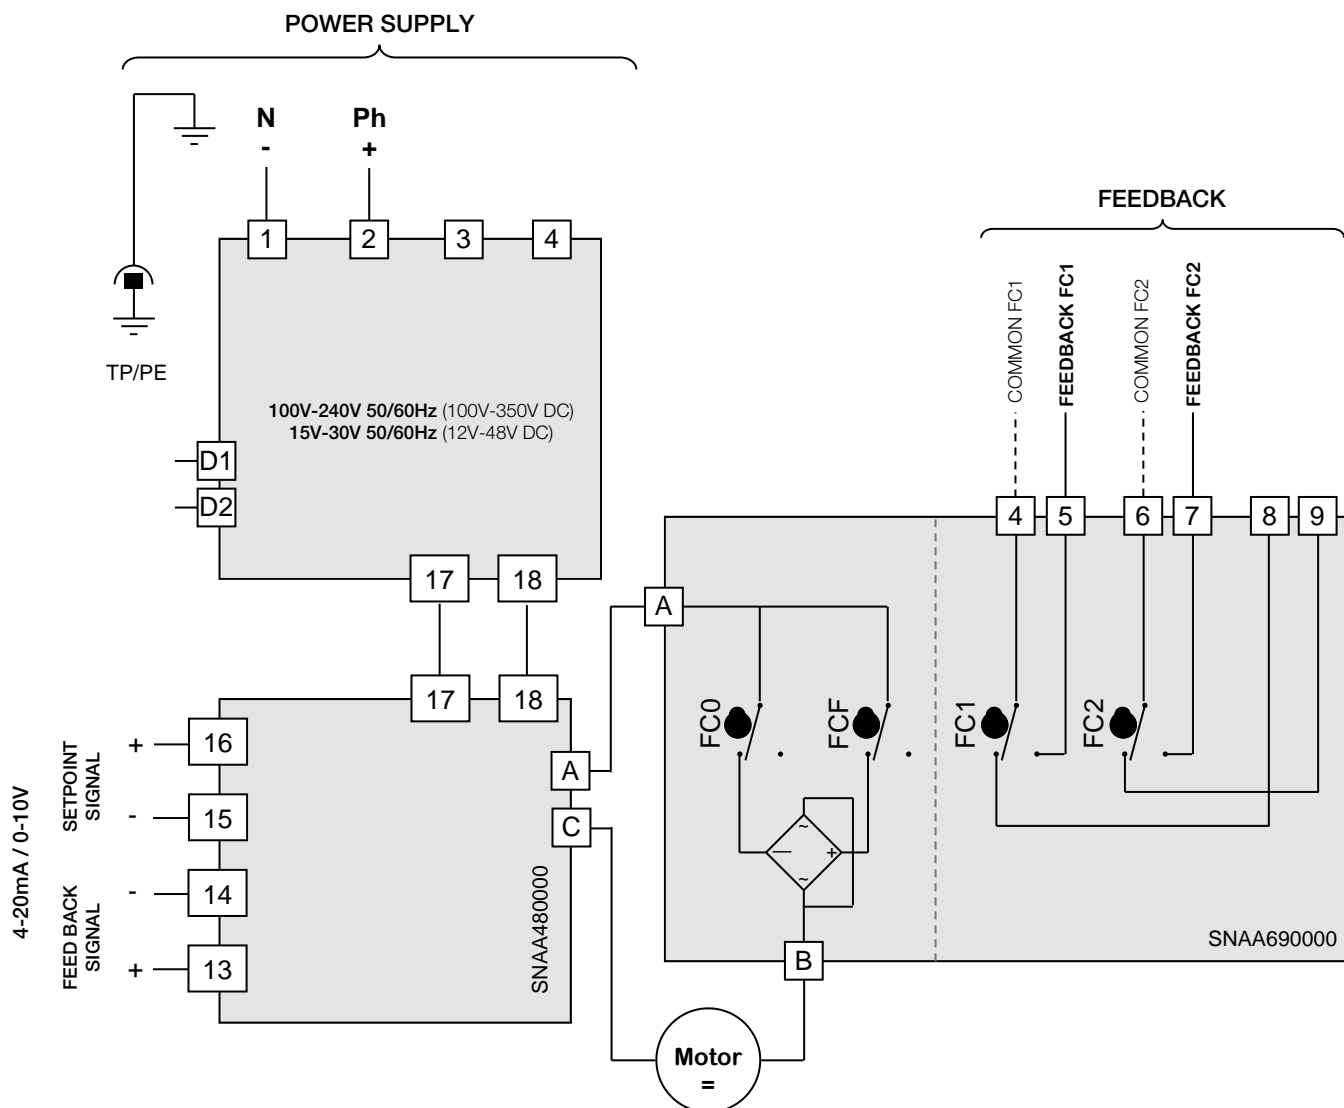 POWER SUPPLY
N
-
Ph
+
1
2
3
4
TP/PE
100V-240V 50/60Hz (100V-350V DC)
15V-30V 50/60Hz (12V-48V DC)
D1
D2
17
18
17
18
4-20mA / 0-10V
SETPOINT
SIGNAL
+
16
-
15
FEED BACK
SIGNAL
-
14
+
13
A
C
SNAA480000
FEEDBACK
COMMON FC1
FEEDBACK FC1
COMMON FC2
FEEDBACK FC2
4
5
6
7
8
9
A
FC0
FCF
FC1
FC2
~
— +
~
B
SNAA690000
Motor
=